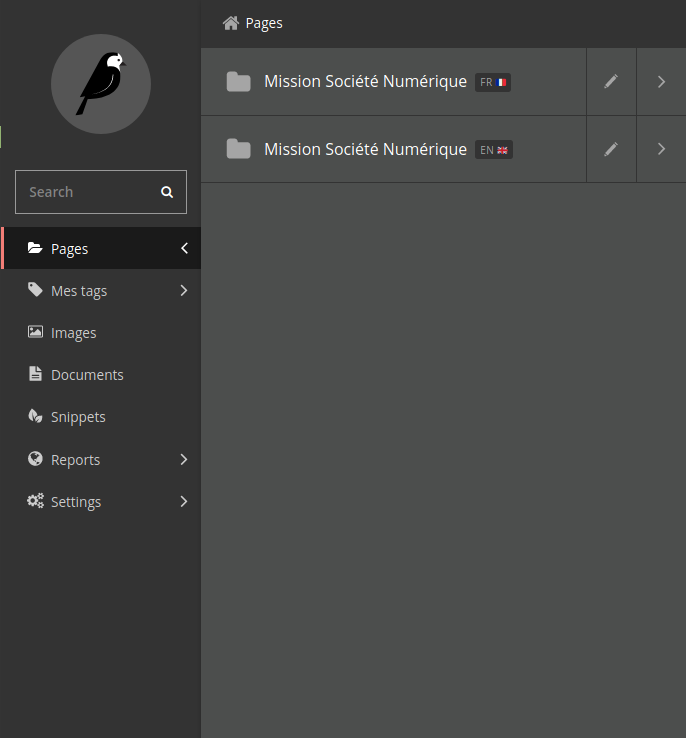 Pages
Mission Société Numérique FR
Mission Société Numérique EN
Search
Pages
Mes tags
Images
Documents
Snippets
Reports
Settings